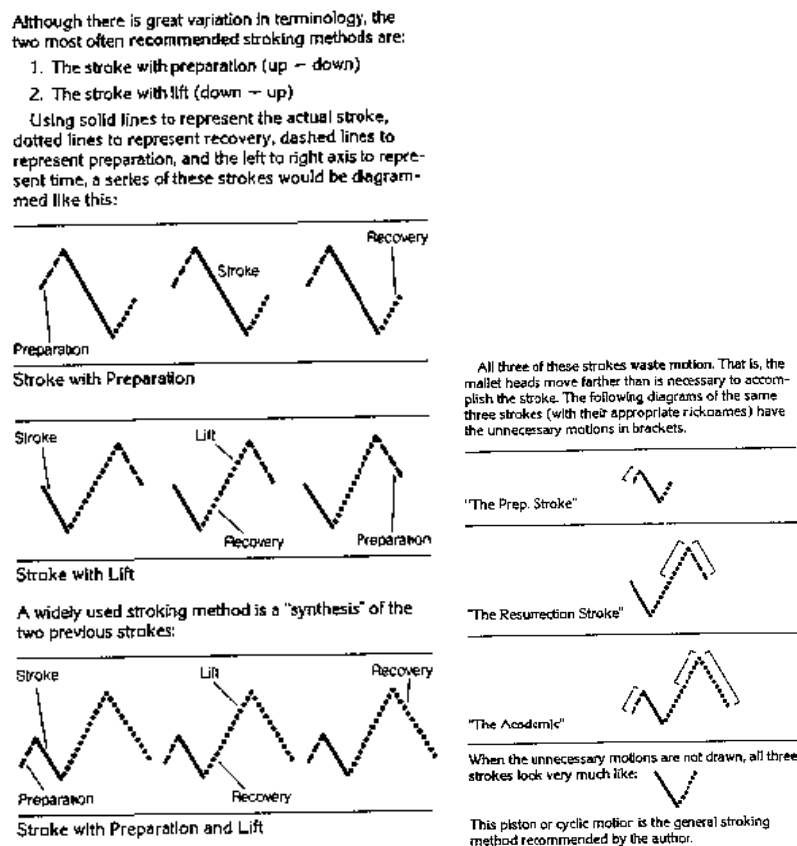 Although there is great variation in terminology, the
two most often recommended stroking methods are:
1. The stroke with preparation (up – down)
2. The stroke with lift (down – up)
Using solid lines to represent the actual stroke,
dotted lines to represent recovery, dashed lines to
represent preparation, and the left to right axis to repre-
sent time, a series of these strokes would be diagram-
med like this:
Recovery
Stroke
Preparation
Stroke with Preparation
Stroke
Lift
Recovery
Preparation
Stroke with Lift
A widely used stroking method is a "synthesis" of the
two previous strokes:
Stroke
Lift
Recovery
Preparation
Recovery
Stroke with Preparation and Lift
All three of these strokes waste motion. That is, the
mallet heads move farther than is necessary to accom-
plish the stroke. The following diagrams of the same
three strokes (with their appropriate nicknames) have
the unnecessary motions in brackets.
"The Prep. Stroke"
"The Resurrection Stroke"
"The Academic"
When the unnecessary motions are not drawn, all three
strokes look very much like:
This piston or cyclic motion is the general stroking
method recommended by the author.